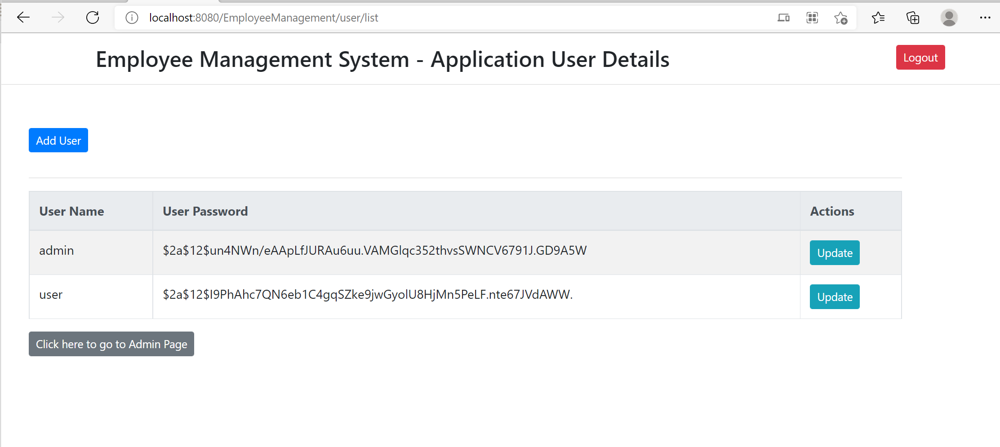 localhost:8080/EmployeeManagement/user/list
Employee Management System - Application User Details
Logout
Add User
User Name User Password Actions
admin $2a$12$un4NWn/eAApLfJURAu6uu.VAMGlqc352thvsSWNCV6791J.GD9A5W Update
user $2a$12$I9PhAhc7QN6eb1C4gqSZke9jwGyolU8HjMn5PeLF.nte67JVdAWW. Update
Click here to go to Admin Page